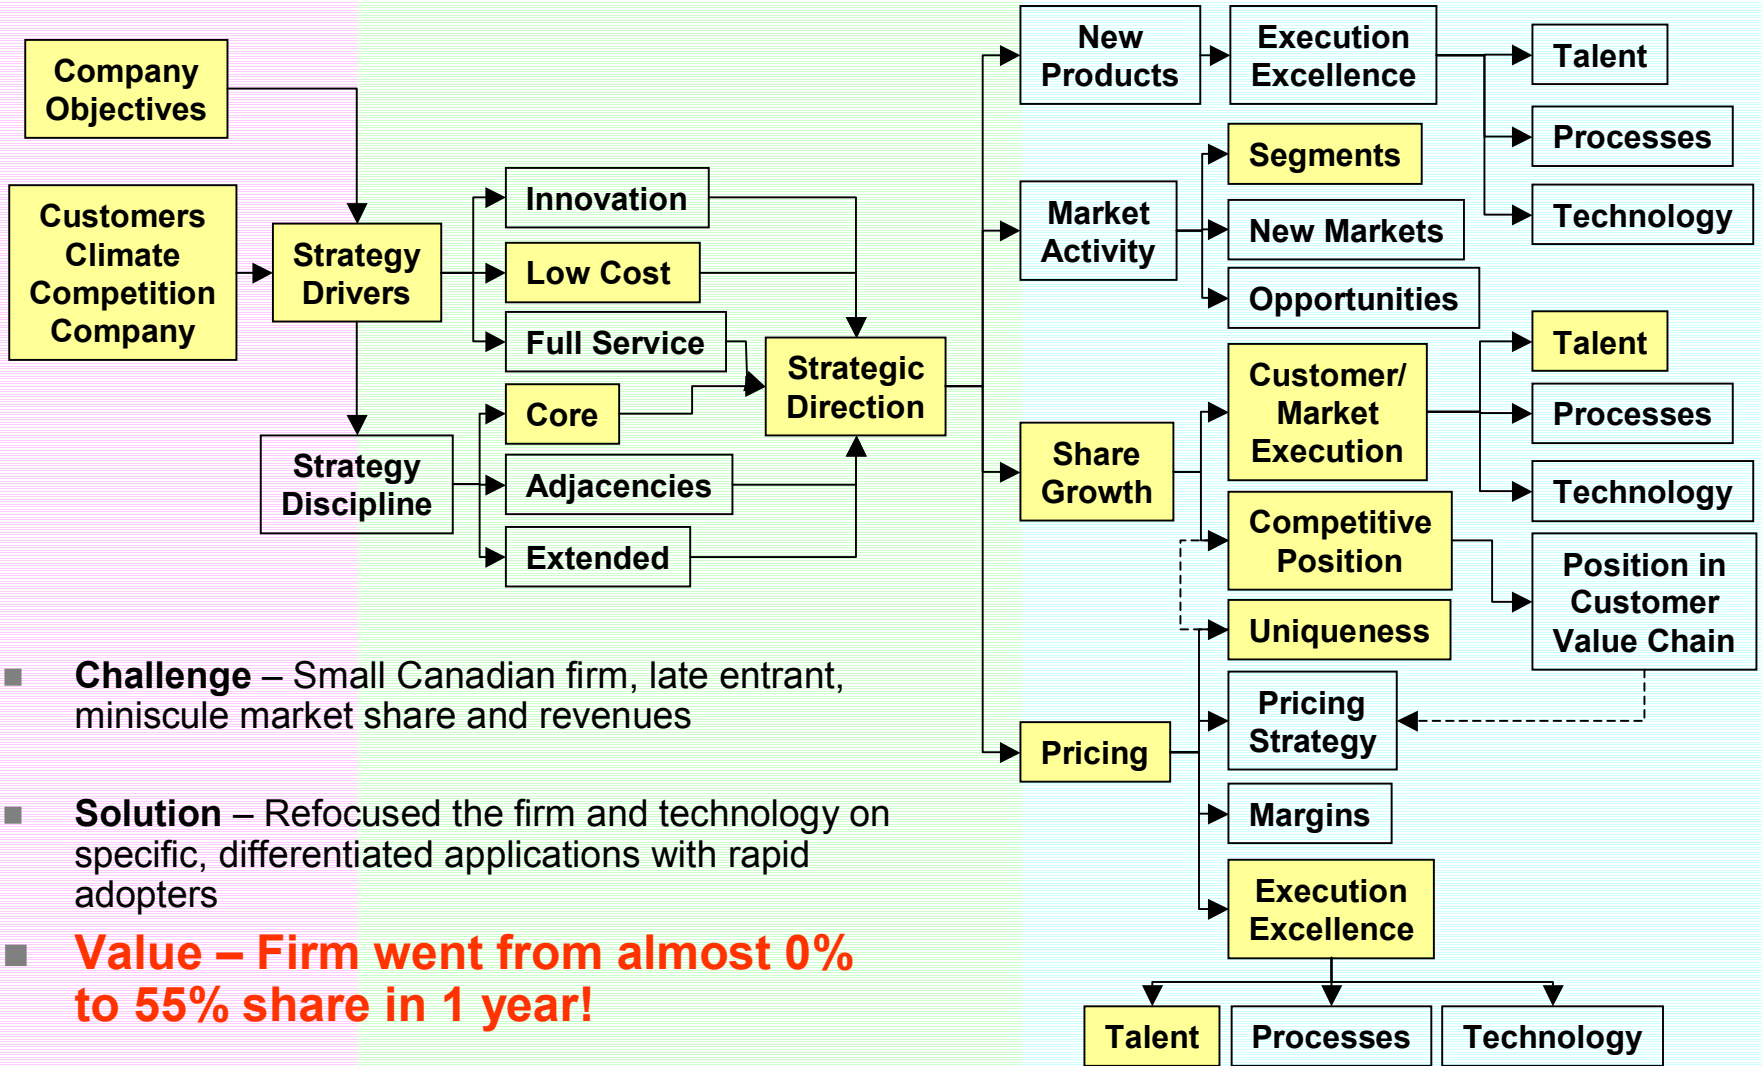 Company
Objectives
Customers
Climate
Competition
Company
Strategy
Drivers
Strategy
Discipline
Innovation
Low Cost
Full Service
Core
Adjacencies
Extended
Strategic
Direction
New
Products
Execution
Excellence
Talent
Processes
Technology
Market
Activity
Segments
New Markets
Opportunities
Share
Growth
Customer/
Market
Execution
Talent
Processes
Technology
Competitive
Position
Position in
Customer
Value Chain
Pricing
Uniqueness
Pricing
Strategy
Margins
Execution
Excellence
Talent
Processes
Technology
Challenge – Small Canadian firm, late entrant,
miniscule market share and revenues
Solution – Refocused the firm and technology on
specific, differentiated applications with rapid
adopters
Value – Firm went from almost 0%
to 55% share in 1 year!